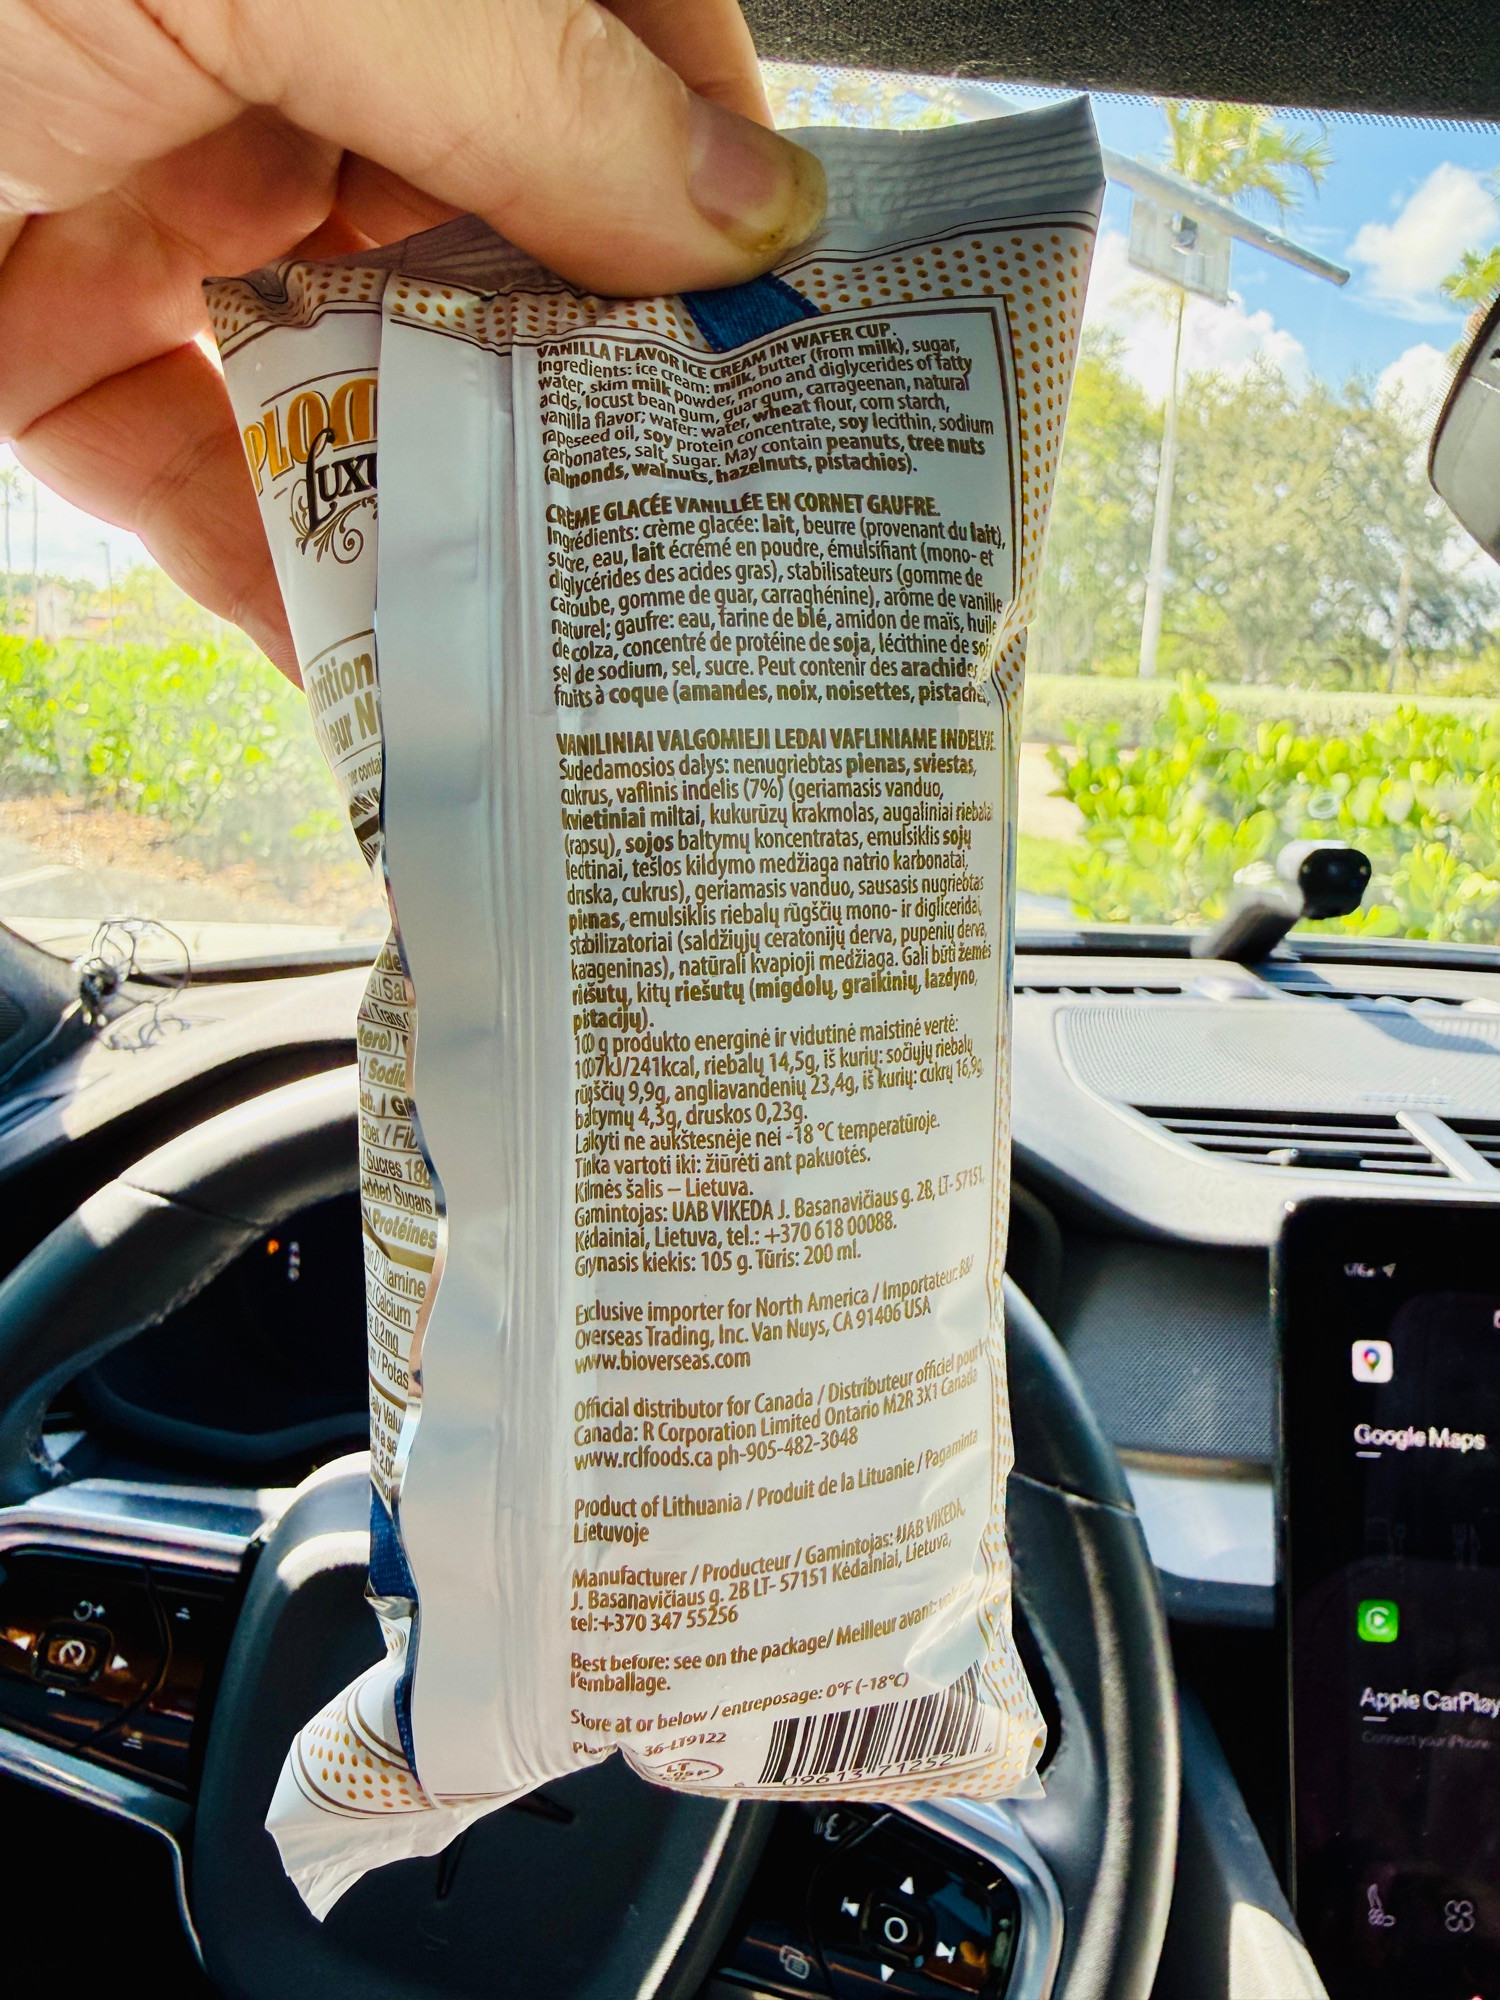 VANILLA FLAVOR ICE CREAM IN WAFER CUP.
Ingredients: ice cream: milk, butter (from milk), sugar,
water, skim milk powder, mono and diglycerides of fatty
acids, locust bean gum, guar gum, carrageenan, natural
vanilla flavor; wafer: water, wheat flour, corn starch,
rapeseed oil, soy protein concentrate, soy lecithin, sodium
carbonates, salt, sugar. May contain peanuts, tree nuts
(almonds, walnuts, hazelnuts, pistachios).
CRÈME GLACÉE VANILLÉE EN CORNET GAUFRE.
Ingrédients: crème glacée: lait, beurre (provenant du lait),
sucre, eau, lait écrémé en poudre, émulsifiant (mono- et
diglycérides des acides gras), stabilisateurs (gomme de
caroube, gomme de guar, carraghénine), arôme de vanille
naturel; gaufre: eau, farine de blé, amidon de maïs, huile
de colza, concentré de protéine de soja, lécithine de
sel de sodium, sel, sucre. Peut contenir des
fruits à coque (amandes, noix, noisettes,
VANILINIAI VALGOMIEJI LEDAI VAFLINIAME INDELYJE.
Sudedamosios dalys: nenugriebtas pienas, sviestas,
cukrus, vaflinis indelis (7%) (geriamasis vanduo,
kvietiniai miltai, kukurūzų krakmolas, augaliniai riebalai
(rapsų), sojos baltymų koncentratas, emulsiklis sojų
lecitinai, tešlos kildymo medžiaga natrio karbonatai,
druska, cukrus), geriamasis vanduo, sausasis nugriebtas
pienas, emulsiklis riebalų rūgščių mono- ir digliceridai,
stabilizatoriai (saldžiųjų ceratonijų derva, pupenių derva,
karageninas), natūrali kvapioji medžiaga. Gali būti žemės
riešutų, kitų riešutų (migdolų, graikinių, lazdyno,
pistacijų).
100 g produkto energinė ir vidutinė maistinė vertė:
1007kJ/241kcal, riebalų 14,5g, iš kurių: sočiųjų riebalų
rūgščių 9,9g, angliavandenių 23,4g, iš kurių: cukrų 16,9g,
baltymų 4,3g, druskos 0,23g.
Laikyti ne aukštesnėje nei -18 °C temperatūroje.
Tinka vartoti iki: žiūrėti ant pakuotės.
Kilmės šalis – Lietuva.
Gamintojas: UAB VIKEDA J. Basanavičiaus g. 2B, LT-57151,
Kėdainiai, Lietuva, tel.: +370 618 00088.
Grynasis kiekis: 105 g. Tūris: 200 ml.
Exclusive importer for North America / Importateur: B&I
Overseas Trading, Inc. Van Nuys, CA 91406 USA
www.bioverseas.com
Official distributor for Canada / Distributeur officiel pour le
Canada: R Corporation Limited Ontario M2R 3X1 Canada
www.rclfoods.ca ph-905-482-3048
Product of Lithuania / Produit de la Lituanie / Pagaminta
Lietuvoje
Manufacturer / Producteur / Gamintojas: UAB VIKEDA,
J. Basanavičiaus g. 2B LT- 57151 Kėdainiai, Lietuva,
tel:+370 347 55256
Best before: see on the package/ Meilleur avant:
l'emballage.
Store at or below / entreposage: 0°F (-18°C)
36-LT9122
LT
09613 71252
Google Maps
Apple CarPlay
Connect your iPhone